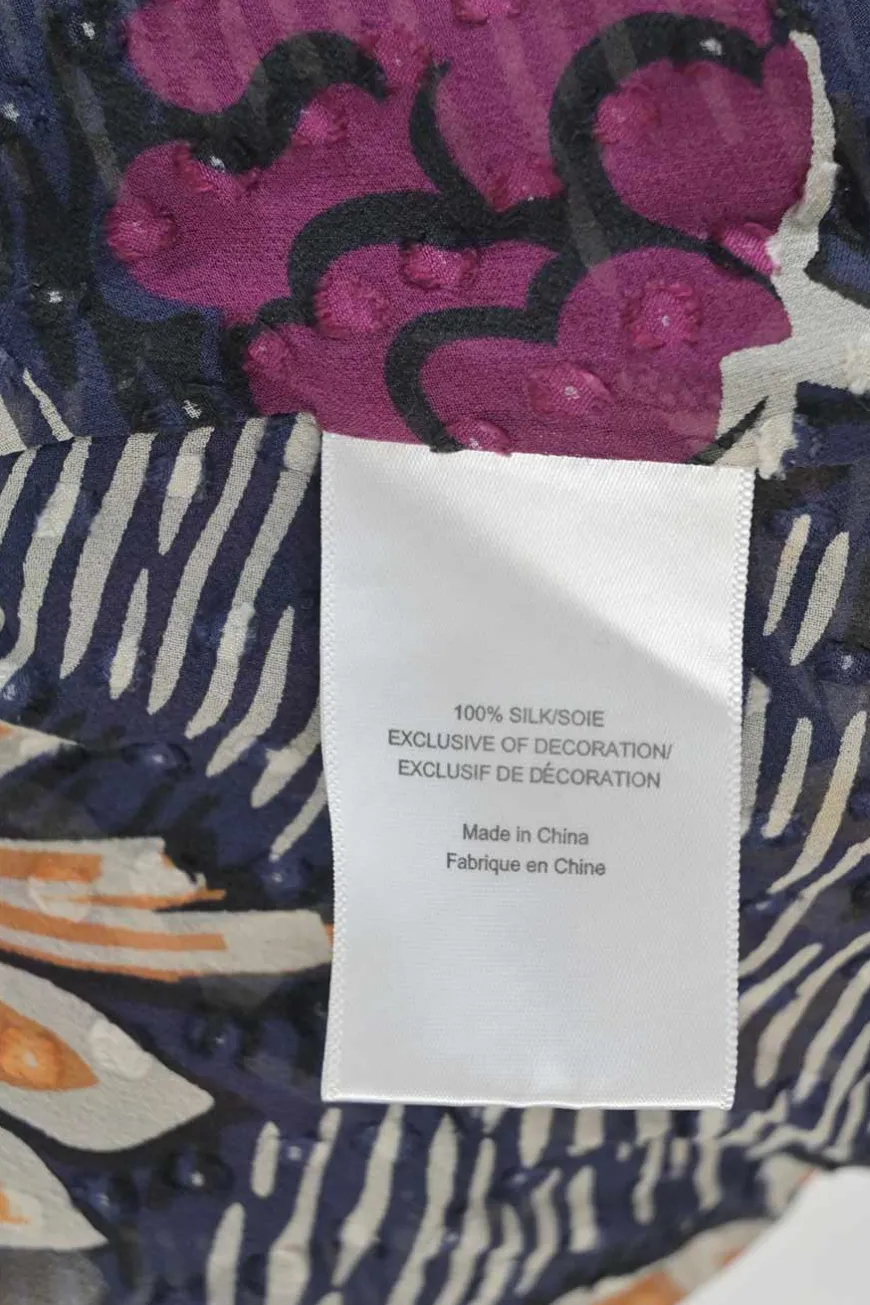 100% SILK/SOIE
EXCLUSIVE OF DECORATION/
EXCLUSIF DE DÉCORATION
Made in China
Fabrique en Chine